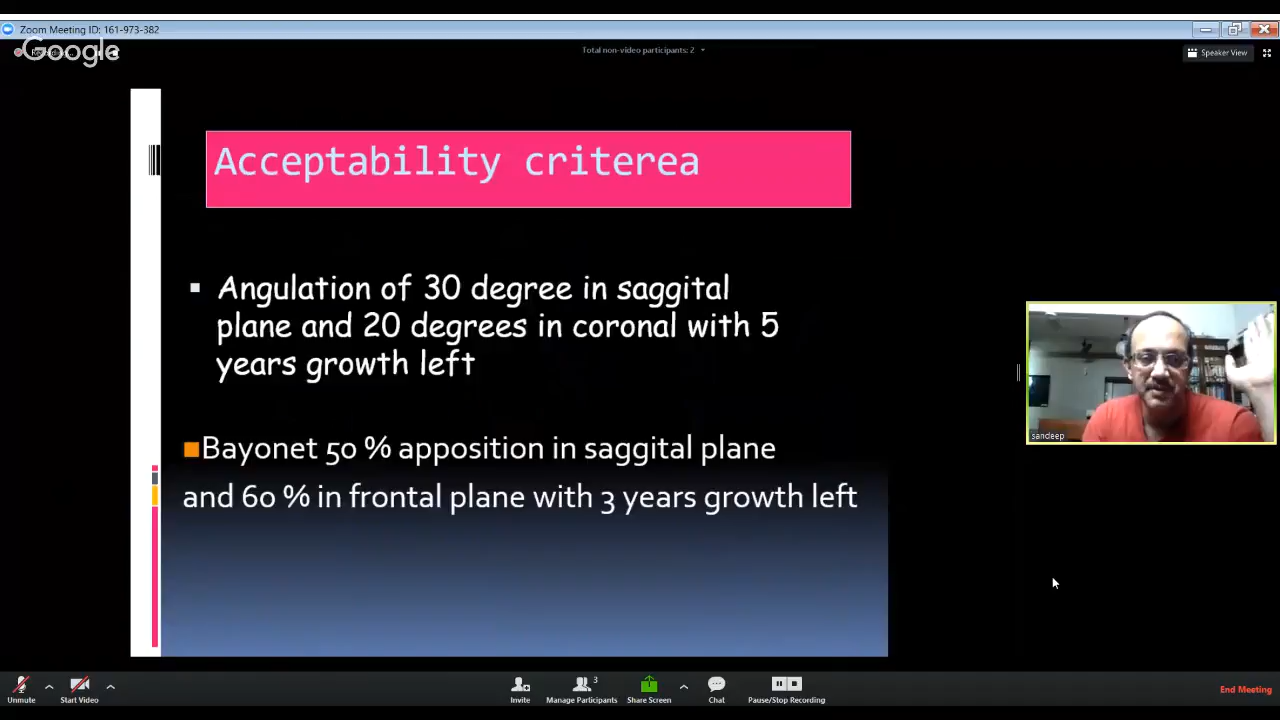 Zoom Meeting ID: 161-973-382
Google
Total non-video participants: 2
Speaker View
Acceptability criterea
Angulation of 30 degree in saggital
plane and 20 degrees in coronal with 5
years growth left
Bayonet 50 % apposition in saggital plane
and 60 % in frontal plane with 3 years growth left
sandeep
Unmute
Start Video
Invite
3
Manage Participants
Share Screen
Chat
Pause/Stop Recording
End Meeting